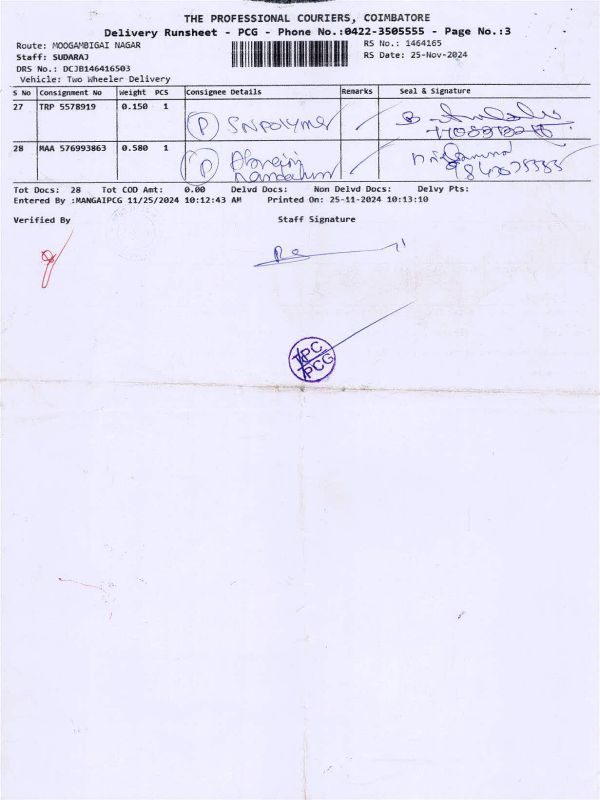 THE PROFESSIONAL COURIERS, COIMBATORE
Delivery Runsheet - PCG - Phone No.:0422-3505555 - Page No.:3
Route: MOOGAMBIGAI NAGAR RS No.: 1464165
Staff: SUDARAJ RS Date: 25-Nov-2024
DRS No.: DCJB146416503
Vehicle: Two Wheeler Delivery
S No Consignment No Weight PCS Consignee Details Remarks Seal & Signature
27 TRP 5578919 0.150 1
P SNPolymer
28 MAA 576993863 0.580 1
P
Tot Docs: 28 Tot COD Amt: 0.00 Delvd Docs: Non Delvd Docs: Delvy Pts:
Entered By :MANGAIPCG 11/25/2024 10:12:43 AM Printed On: 25-11-2024 10:13:10
Verified By Staff Signature
TPC
PCG